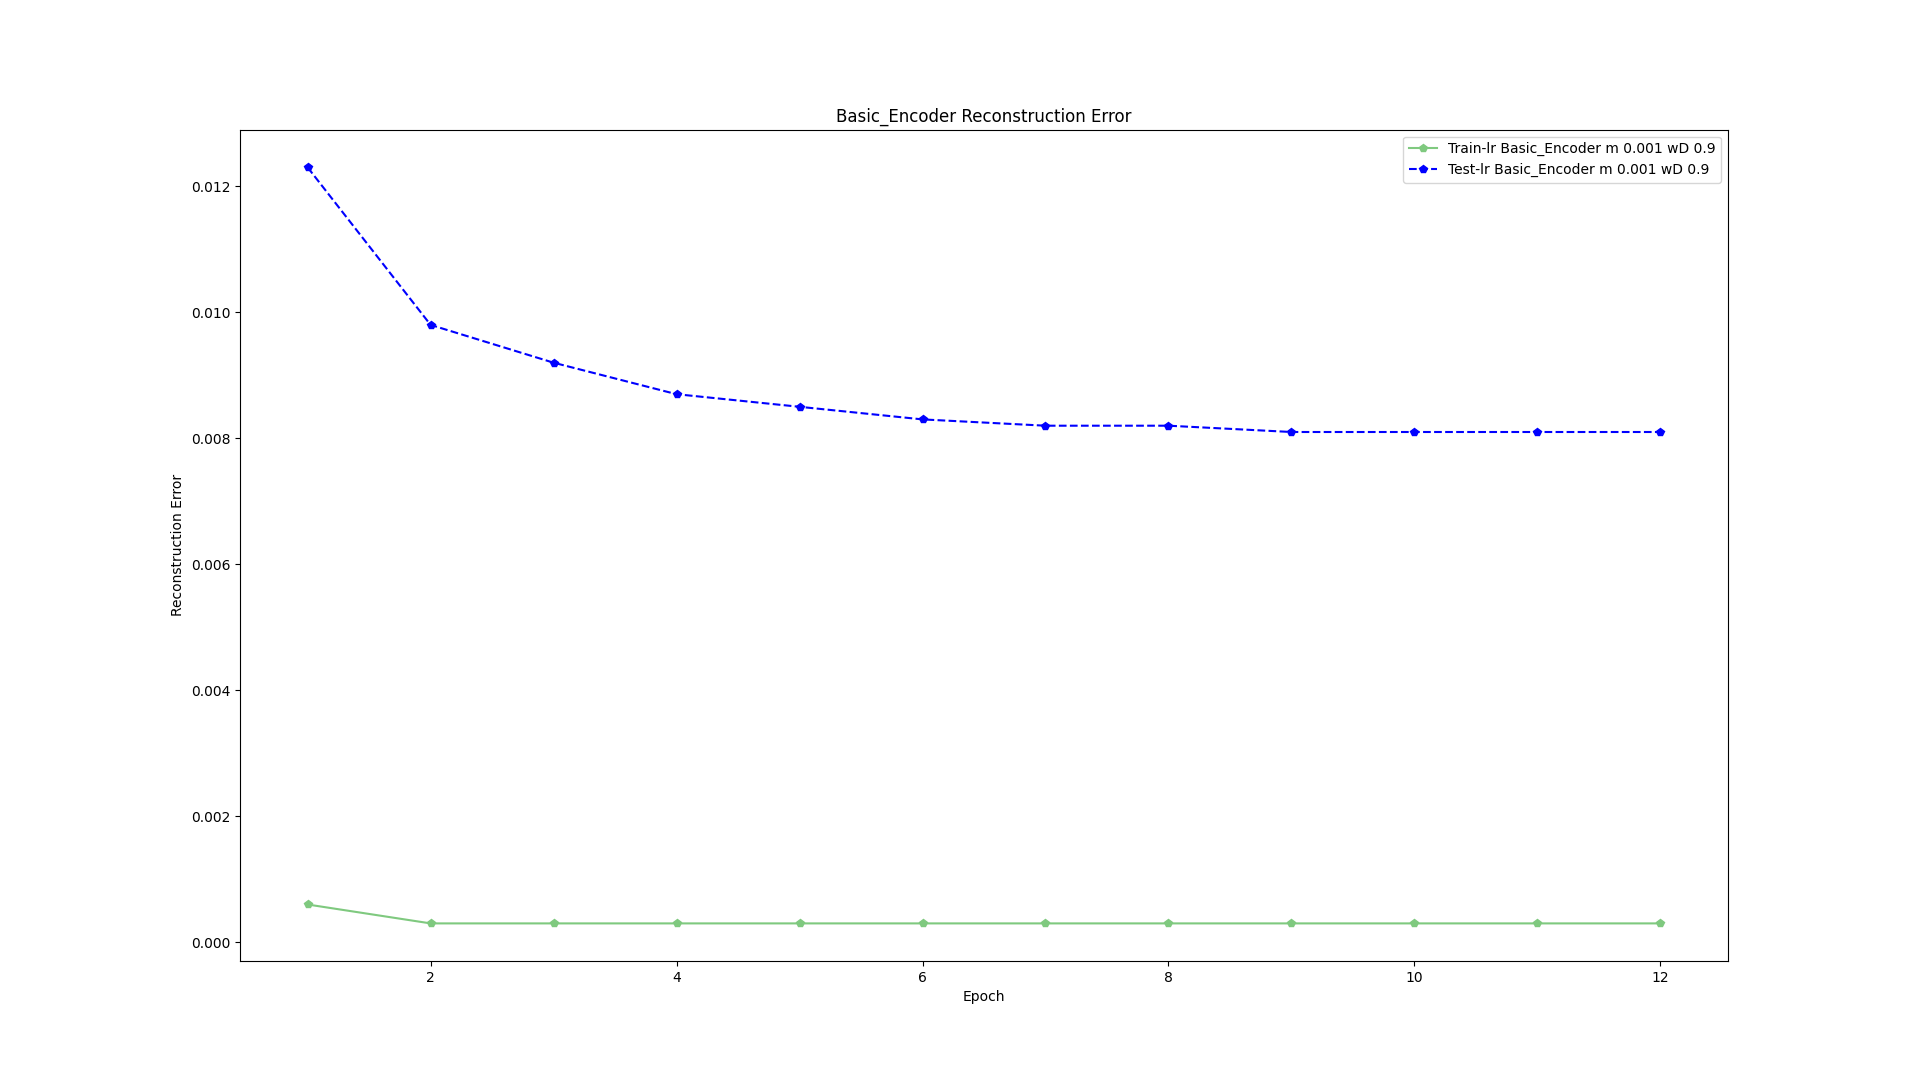 Basic_Encoder Reconstruction Error
Train-lr Basic_Encoder m 0.001 wD 0.9
Test-lr Basic_Encoder m 0.001 wD 0.9
0.012
0.010
0.008
0.006
0.004
0.002
0.000
Reconstruction Error
2 4 6 8 10 12
Epoch